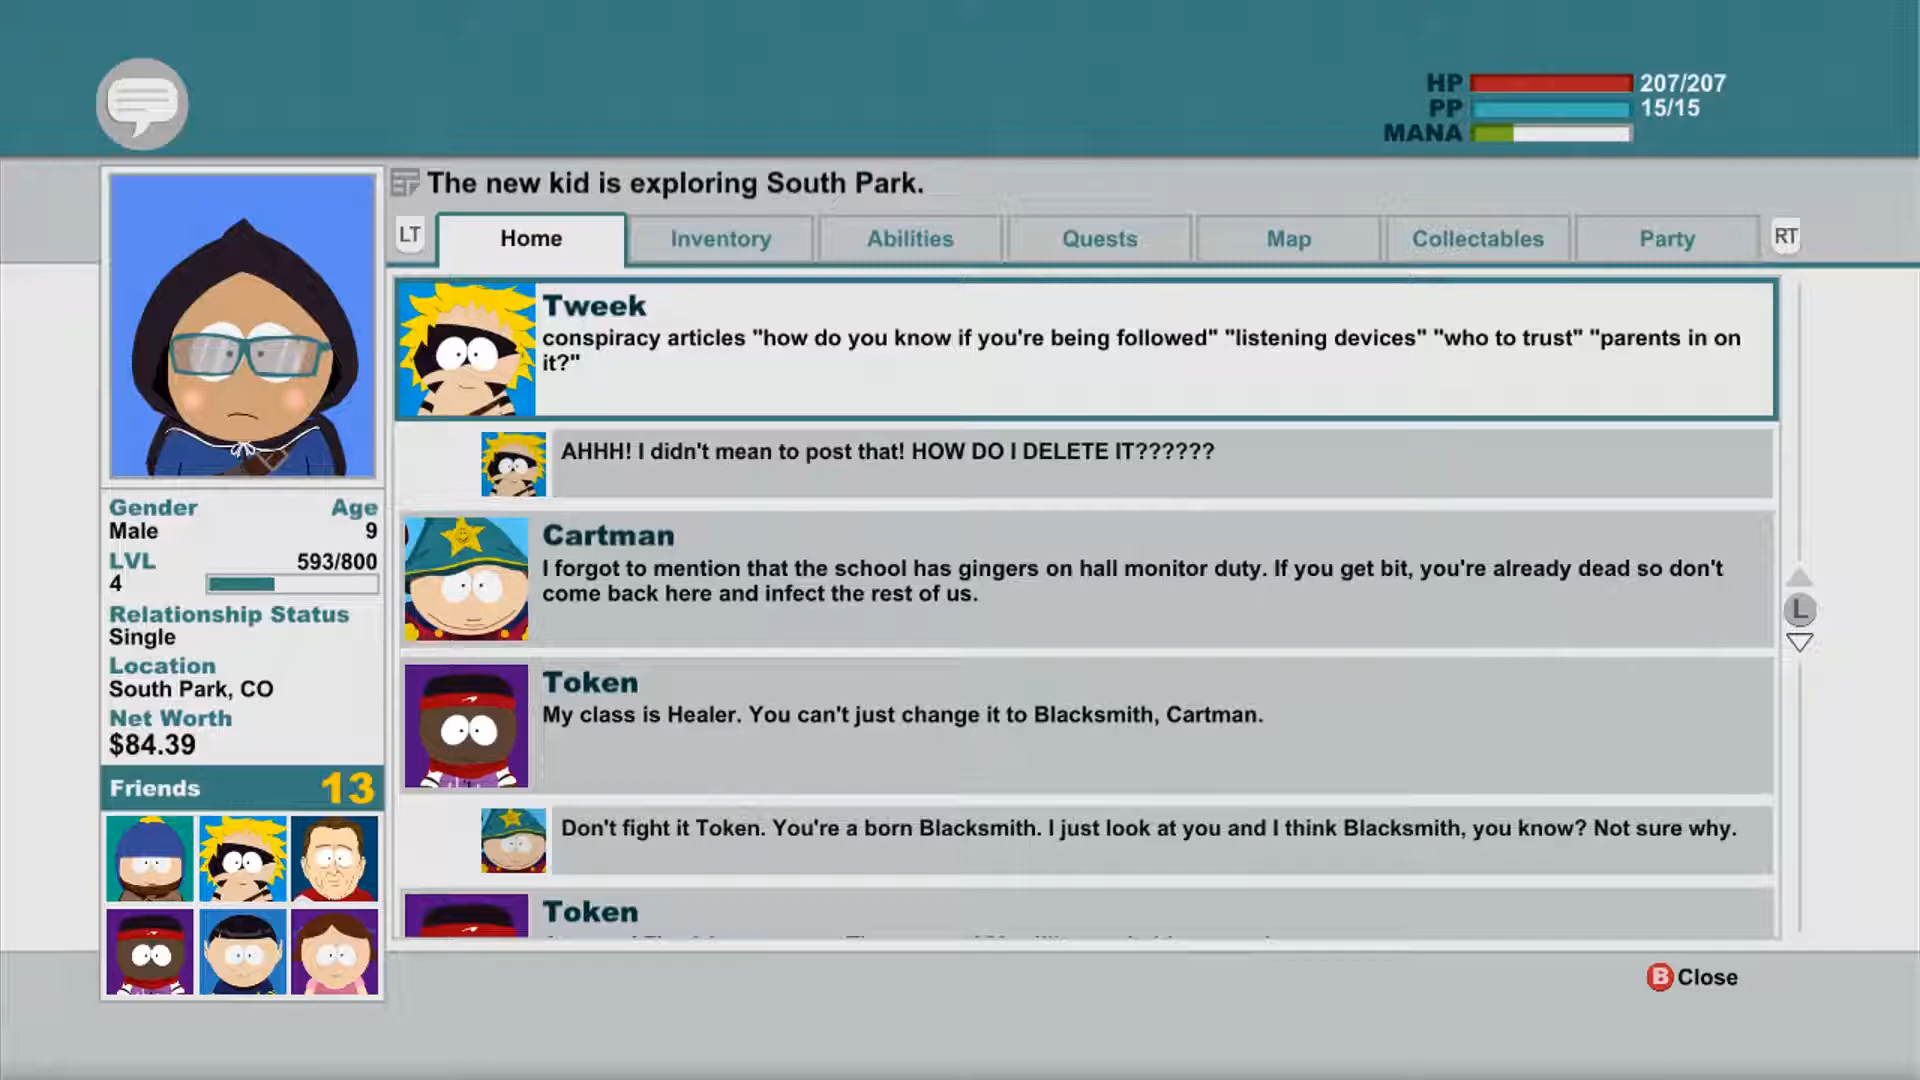 HP 207/207
PP 15/15
MANA
The new kid is exploring South Park.
LT Home Inventory Abilities Quests Map Collectables Party RT
Gender Age
Male 9
LVL 593/800
4
Relationship Status
Single
Location
South Park, CO
Net Worth
$84.39
Friends 13
Tweek
conspiracy articles "how do you know if you're being followed" "listening devices" "who to trust" "parents in on
it?"
AHHH! I didn't mean to post that! HOW DO I DELETE IT??????
Cartman
I forgot to mention that the school has gingers on hall monitor duty. If you get bit, you're already dead so don't
come back here and infect the rest of us.
Token
My class is Healer. You can't just change it to Blacksmith, Cartman.
Don't fight it Token. You're a born Blacksmith. I just look at you and I think Blacksmith, you know? Not sure why.
Token
L
B Close